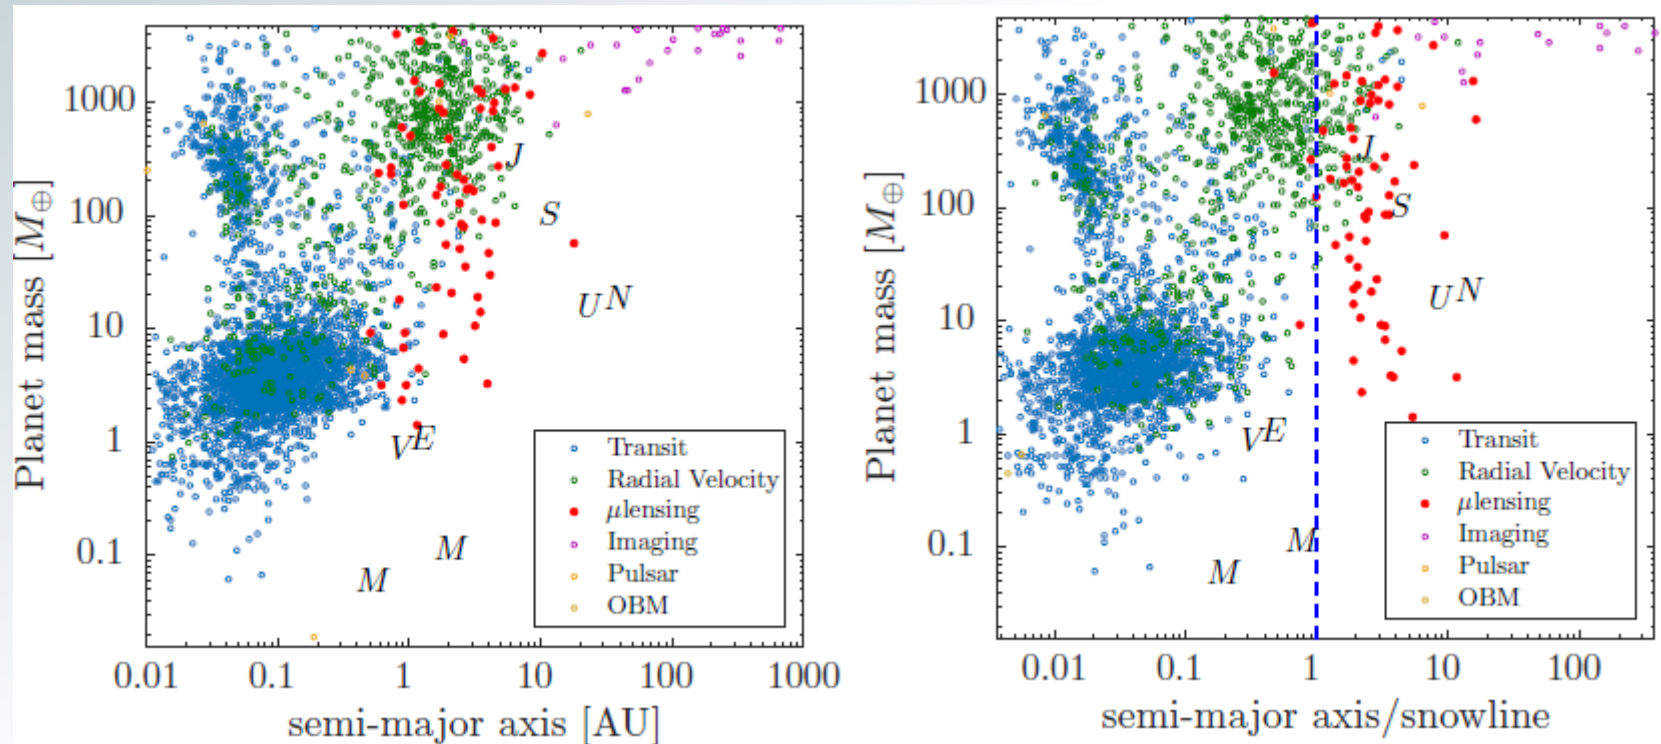 Planet mass [M⊕]
1000
100
10
1
0.1
J
S
U N
V E
M
M
Transit
Radial Velocity
μlensing
Imaging
Pulsar
OBM
0.01 0.1 1 10 100 1000
semi-major axis [AU]
Planet mass [M⊕]
1000
100
10
1
0.1
J
S
U N
V E
M
M
Transit
Radial Velocity
μlensing
Imaging
Pulsar
OBM
0.01 0.1 1 10 100
semi-major axis/snowline